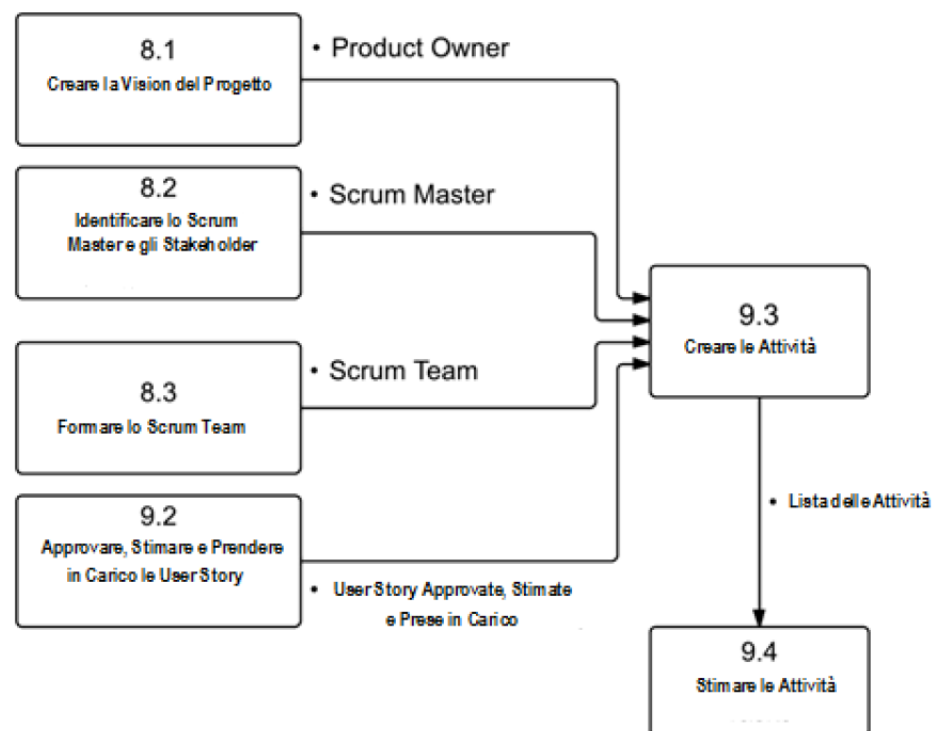 8.1
Creare la Vision del Progetto
• Product Owner
8.2
Identificare lo Scrum
Master e gli Stakeholder
• Scrum Master
8.3
Formare lo Scrum Team
• Scrum Team
9.2
Approvare, Stimare e Prendere
in Carico le User Story
• User Story Approvate, Stimate
e Prese in Carico
9.3
Creare le Attività
• Lista delle Attività
9.4
Stimare le Attività